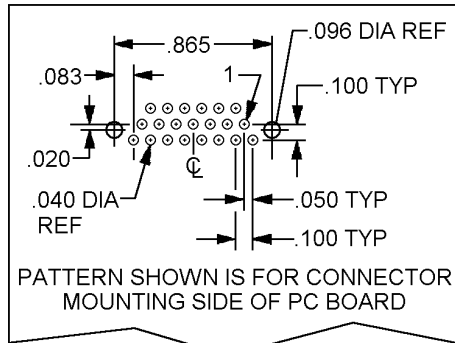 .865
.096 DIA REF
.083
1
.100 TYP
.020
℄
.040 DIA
REF
.050 TYP
.100 TYP
PATTERN SHOWN IS FOR CONNECTOR
MOUNTING SIDE OF PC BOARD